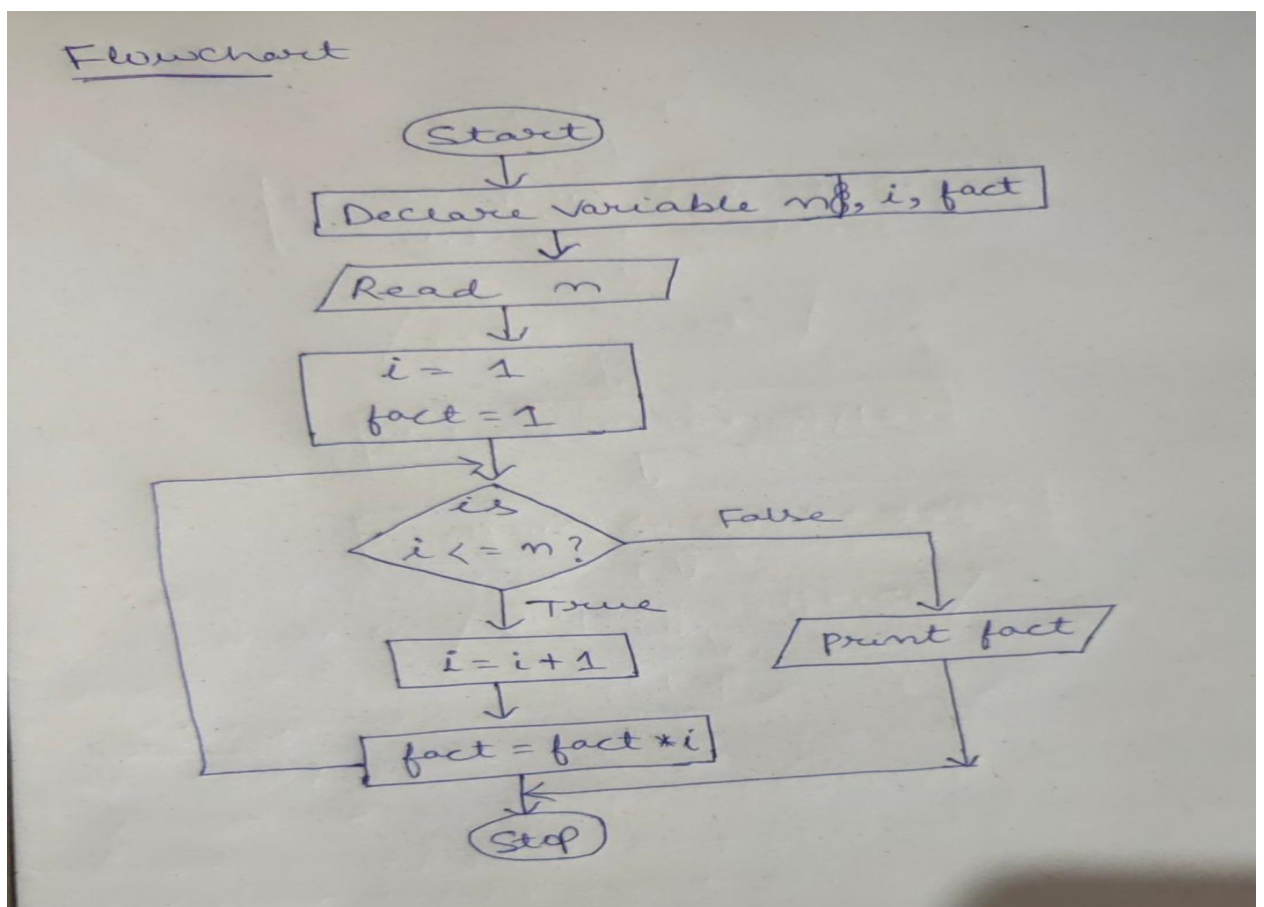 Flowchart
Start
Declare variable n, i, fact
Read n
i = 1
fact = 1
is
i <= n?
False
True
print fact
i = i + 1
fact = fact * i
Stop